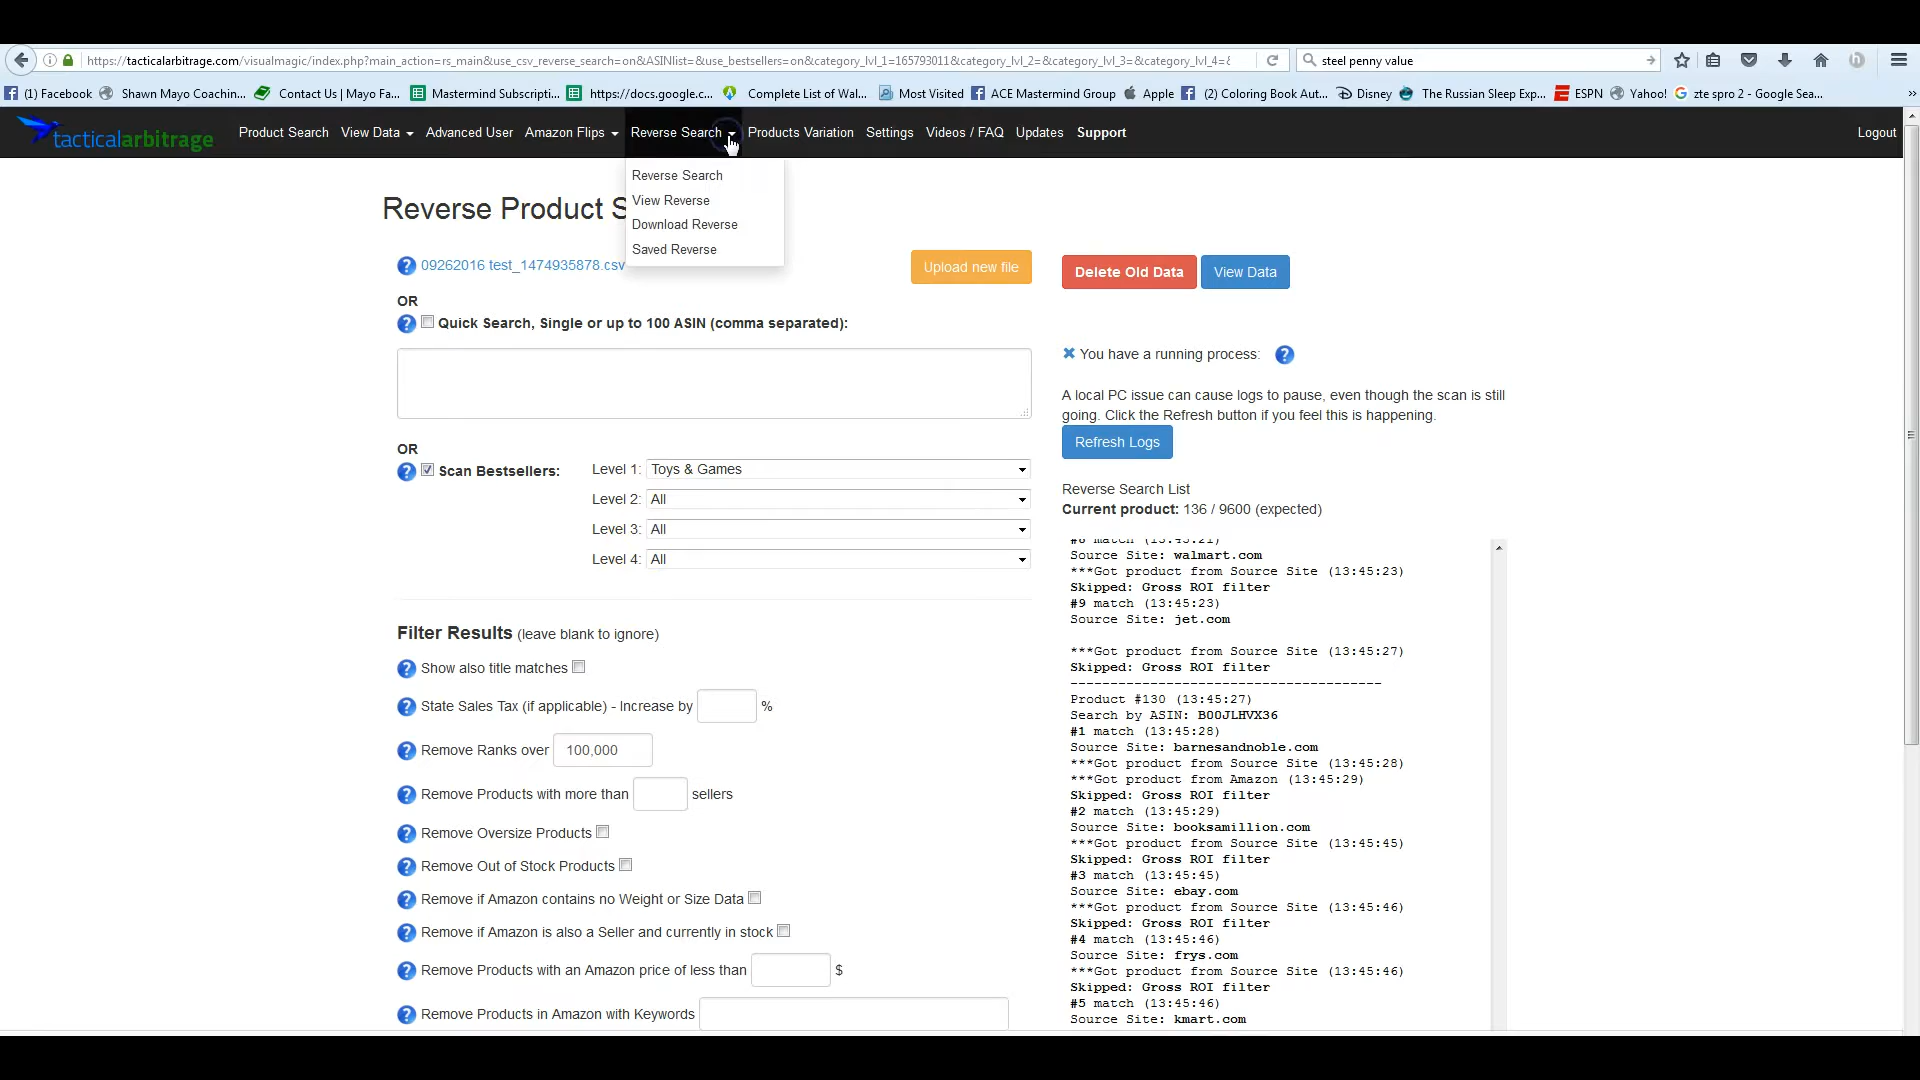 https://tacticalarbitrage.com/visualmagic/index.php?main_action=rs_main&use_csv_reverse_search=on&ASINlist=&use_bestsellers=on&category_lvl_1=165793011&category_lvl_2=&category_lvl_3=&category_lvl_4=&
steel penny value
(1) Facebook Shawn Mayo Coachin... Contact Us | Mayo Fa... Mastermind Subscripti... https://docs.google.c... Complete List of Wal... Most Visited ACE Mastermind Group Apple (2) Coloring Book Aut... Disney The Russian Sleep Exp... ESPN Yahoo! zte spro 2 - Google Sea...
tacticalarbitrage Product Search View Data Advanced User Amazon Flips Reverse Search Products Variation Settings Videos / FAQ Updates Support Logout
Reverse Search
View Reverse
Download Reverse
Saved Reverse
Reverse Product S
09262016 test_1474935878.csv
Upload new file
Delete Old Data
View Data
OR
Quick Search, Single or up to 100 ASIN (comma separated):
OR
Scan Bestsellers:
Level 1: Toys & Games
Level 2: All
Level 3: All
Level 4: All
Filter Results (leave blank to ignore)
Show also title matches
State Sales Tax (if applicable) - Increase by %
Remove Ranks over 100,000
Remove Products with more than sellers
Remove Oversize Products
Remove Out of Stock Products
Remove if Amazon contains no Weight or Size Data
Remove if Amazon is also a Seller and currently in stock
Remove Products with an Amazon price of less than $
Remove Products in Amazon with Keywords
You have a running process:
A local PC issue can cause logs to pause, even though the scan is still
going. Click the Refresh button if you feel this is happening.
Refresh Logs
Reverse Search List
Current product: 136 / 9600 (expected)
Source Site: walmart.com
***Got product from Source Site (13:45:23)
Skipped: Gross ROI filter
#9 match (13:45:23)
Source Site: jet.com
***Got product from Source Site (13:45:27)
Skipped: Gross ROI filter
---------------------------------------
Product #130 (13:45:27)
Search by ASIN: B00JLHVX36
#1 match (13:45:28)
Source Site: barnesandnoble.com
***Got product from Source Site (13:45:28)
***Got product from Amazon (13:45:29)
Skipped: Gross ROI filter
#2 match (13:45:29)
Source Site: booksamillion.com
***Got product from Source Site (13:45:45)
Skipped: Gross ROI filter
#3 match (13:45:45)
Source Site: ebay.com
***Got product from Source Site (13:45:46)
Skipped: Gross ROI filter
#4 match (13:45:46)
Source Site: frys.com
***Got product from Source Site (13:45:46)
Skipped: Gross ROI filter
#5 match (13:45:46)
Source Site: kmart.com